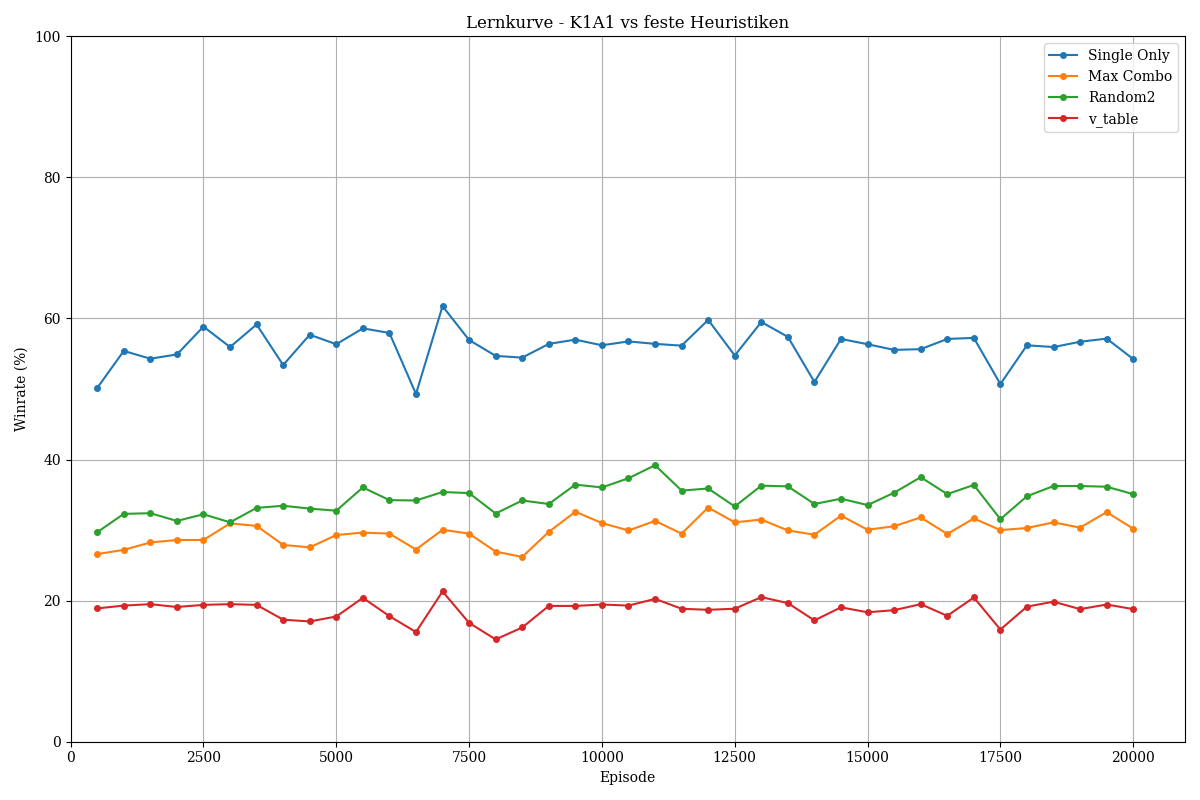 Lernkurve - K1A1 vs feste Heuristiken
Winrate (%)
100
80
60
40
20
0
Single Only
Max Combo
Random2
v_table
0 2500 5000 7500 10000 12500 15000 17500 20000
Episode